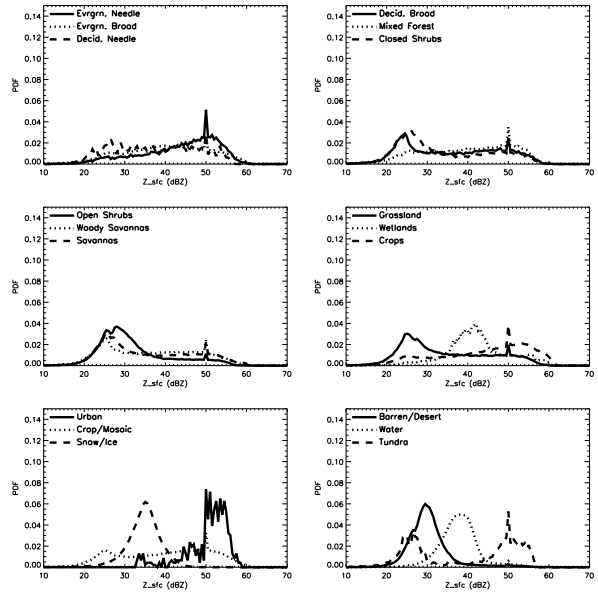 Evrgrn. Needle
Evrgrn. Brood
Decid. Needle
0.14
0.12
0.10
0.08
0.06
0.04
0.02
0.00
PDF
10 20 30 40 50 60 70
Z_sfc (dBZ)
Decid. Brood
Mixed Forest
Closed Shrubs
0.14
0.12
0.10
0.08
0.06
0.04
0.02
0.00
PDF
10 20 30 40 50 60 70
Z_sfc (dBZ)
Open Shrubs
Woody Savannas
Savannas
0.14
0.12
0.10
0.08
0.06
0.04
0.02
0.00
PDF
10 20 30 40 50 60 70
Z_sfc (dBZ)
Grassland
Wetlands
Crops
0.14
0.12
0.10
0.08
0.06
0.04
0.02
0.00
PDF
10 20 30 40 50 60 70
Z_sfc (dBZ)
Urban
Crop/Mosaic
Snow/Ice
0.14
0.12
0.10
0.08
0.06
0.04
0.02
0.00
PDF
10 20 30 40 50 60 70
Z_sfc (dBZ)
Barren/Desert
Water
Tundra
0.14
0.12
0.10
0.08
0.06
0.04
0.02
0.00
PDF
10 20 30 40 50 60 70
Z_sfc (dBZ)